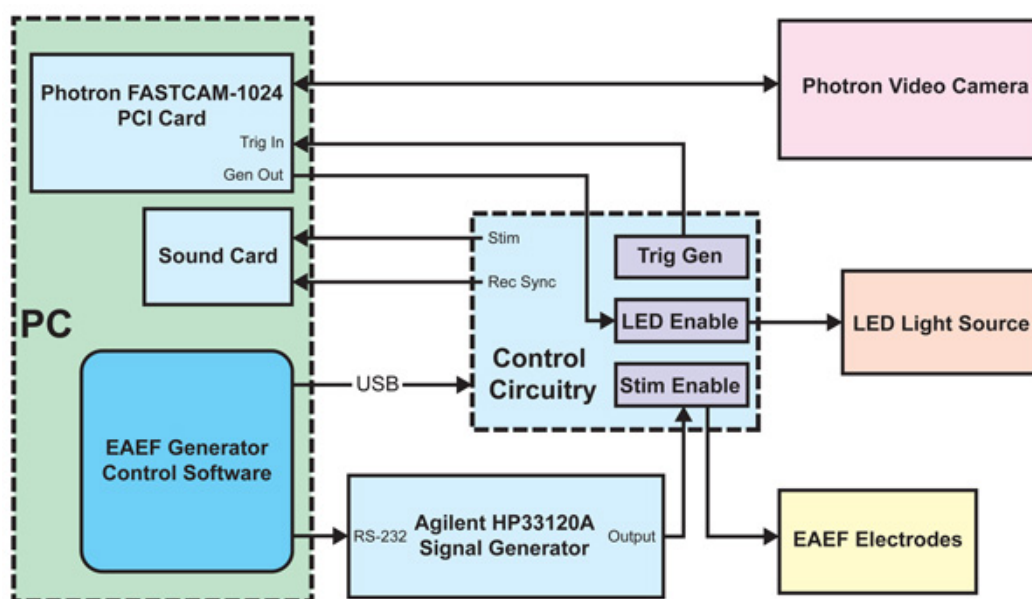 Photron FASTCAM-1024
PCI Card
Trig In
Gen Out
Photron Video Camera
Sound Card
Stim
Rec Sync
Trig Gen
LED Enable
Stim Enable
Control
Circuitry
LED Light Source
PC
USB
EAEF Generator
Control Software
RS-232
Agilent HP33120A
Signal Generator
Output
EAEF Electrodes